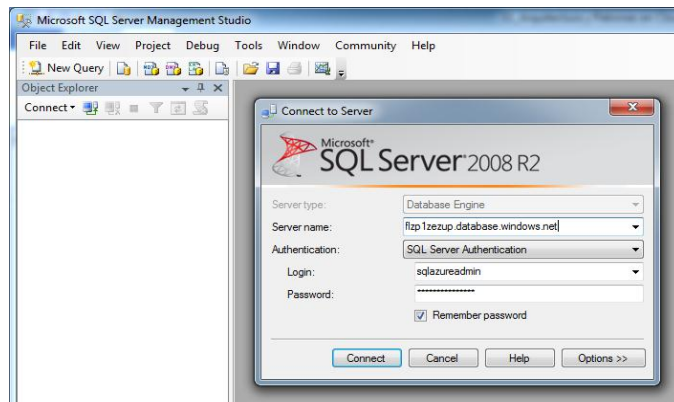 Microsoft SQL Server Management Studio
File Edit View Project Debug Tools Window Community Help
New Query
Object Explorer
Connect
Connect to Server
Microsoft®
SQL Server® 2008 R2
Server type: Database Engine
Server name: flzp1zezup.database.windows.net
Authentication: SQL Server Authentication
Login: sqlazureadmin
Password: ***************
Remember password
Connect Cancel Help Options >>